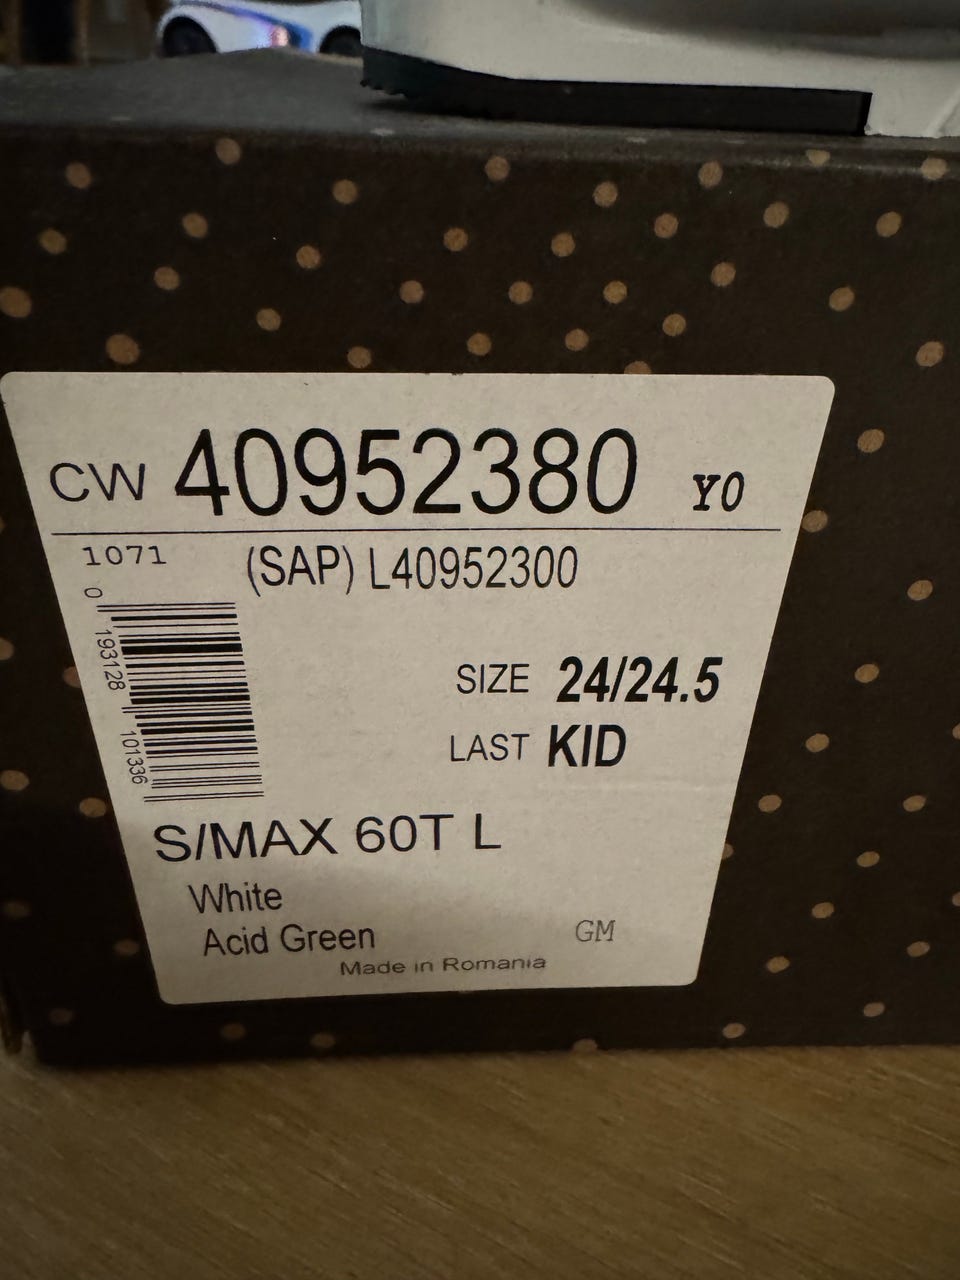 CW 40952380 YO
1071 (SAP) L40952300
0 193128 101336
SIZE 24/24.5
LAST KID
S/MAX 60T L
White
Acid Green GM
Made in Romania